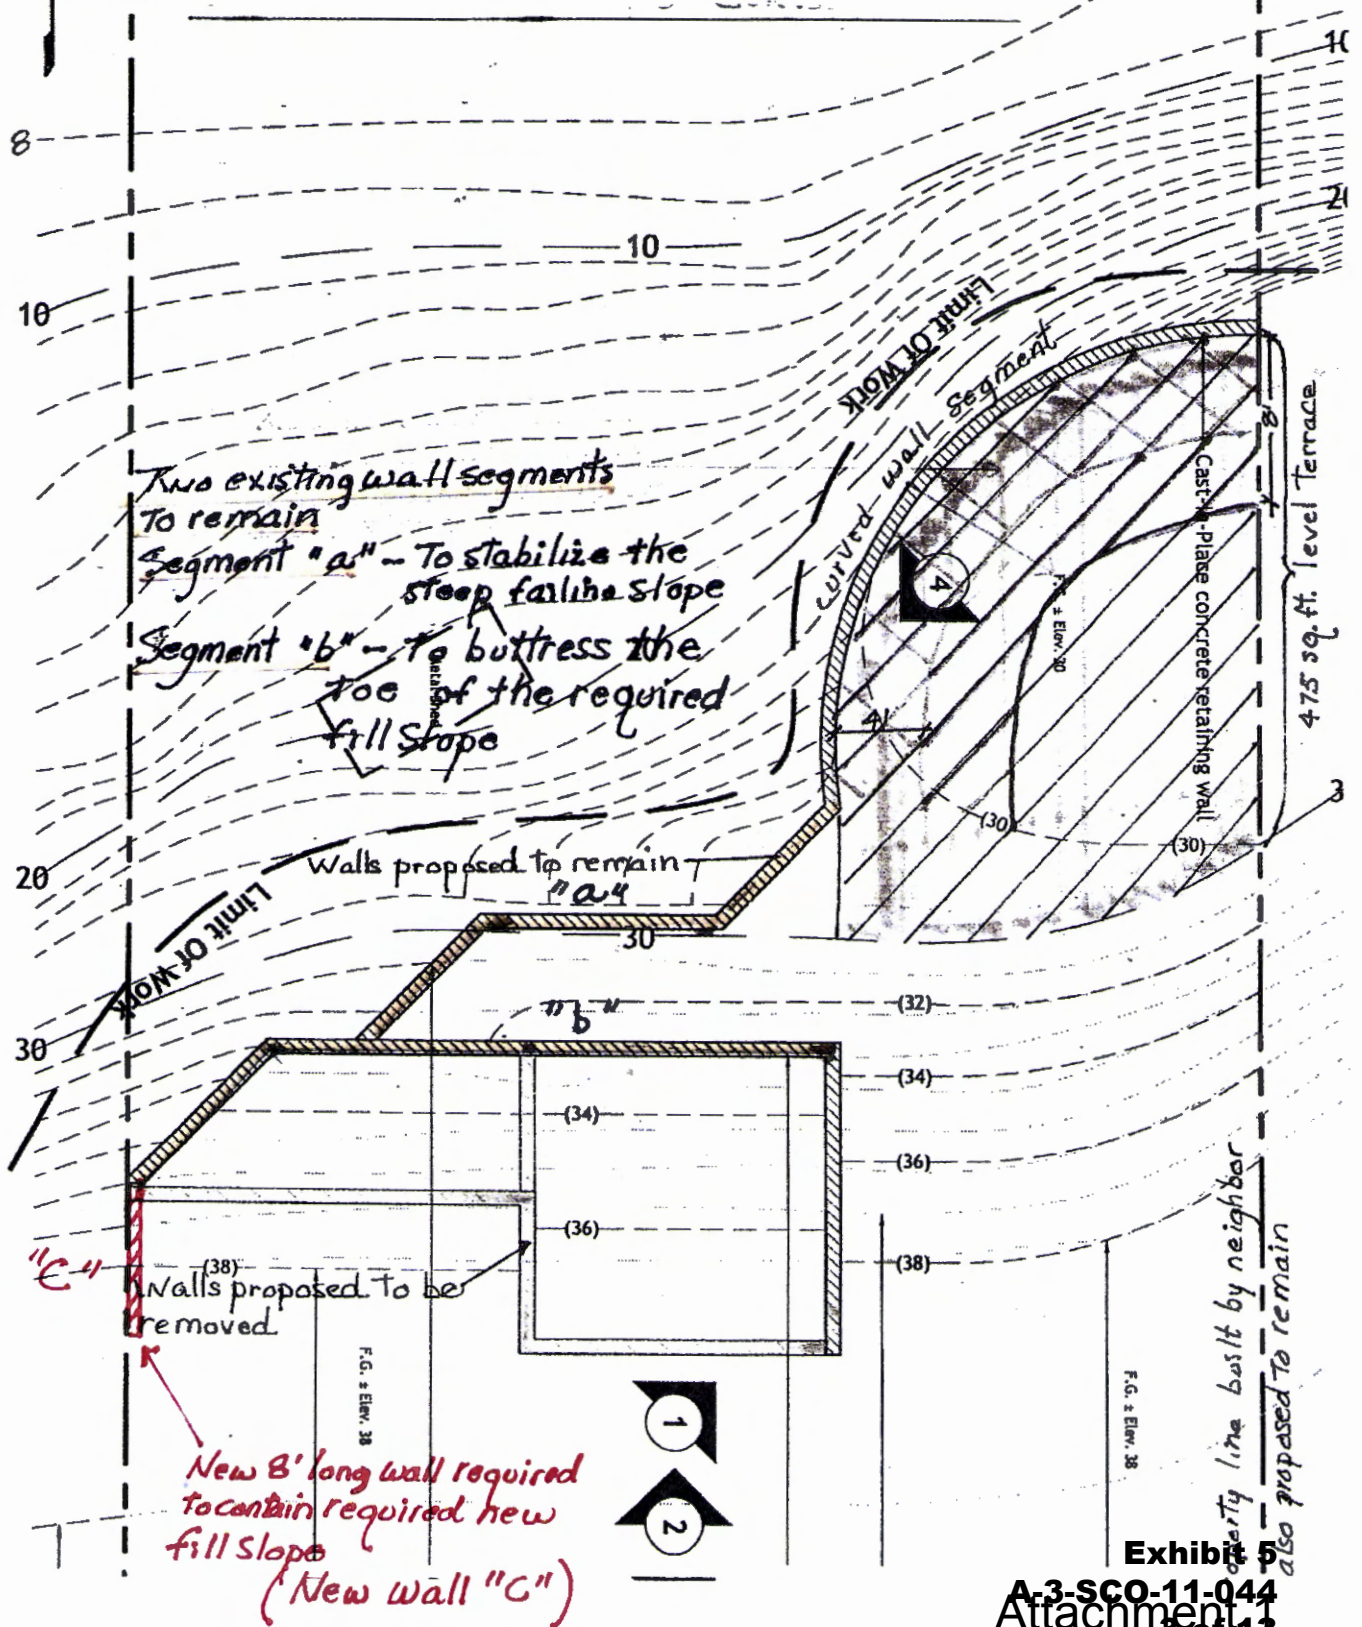 10
8
20
10
10
Limit Of Work
curved wall segment
8'
Two existing wall segments
To remain
Segment "a" - To stabilize the
steep failing slope
Segment "b" - To buttress the
toe of the required
fill Slope
4
Cast-In-Place concrete retaining wall
F.G. ± Elev. 30
475 sq.ft. level Terrace
4'
(30)
(30)
3
20
Walls proposed to remain
"a"
Limit Of Work
30
"b"
(32)
30
(34)
(34)
(36)
(36)
(38)
"C"
(38)
Walls proposed To be
removed
F.G. ± Elev. 38
1
F.G. ± Elev. 38
New 8' long wall required
to contain required new
fill Slope
(New wall "C")
2
perty line built by neighbor
also proposed to remain
Exhibit 5
A-3-SCO-11-044
Attachment 1